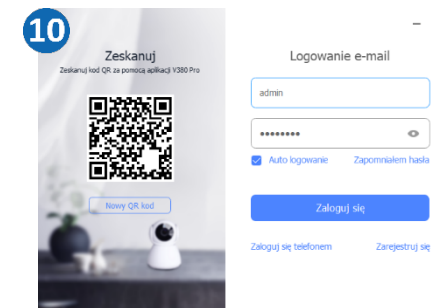 10
Zeskanuj
Zeskanuj kod QR za pomocą aplikacji V380 Pro
Nowy QR kod
Logowanie e-mail
admin
••••••••
Auto logowanie
Zapomniałem hasła
Zaloguj się
Zaloguj się telefonem
Zarejestruj się